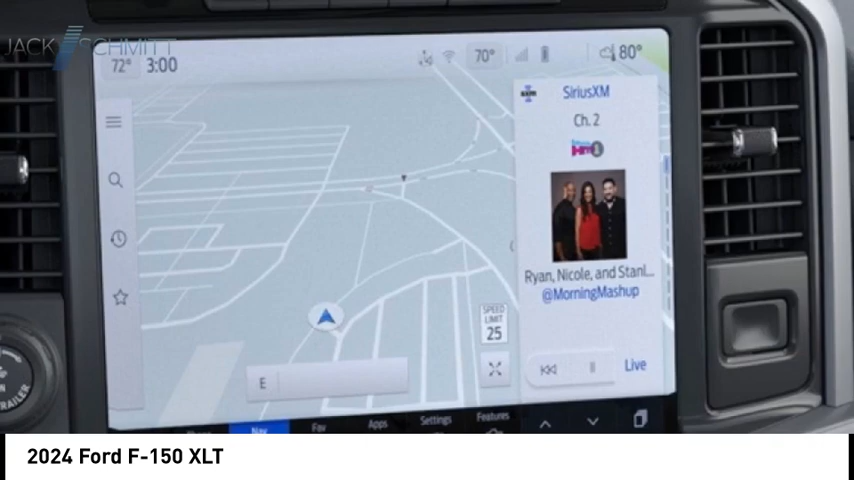 JACK SCHMITT
72° 3:00
70°
80°
SiriusXM
Ch. 2
Ryan, Nicole, and Stanl...
@MorningMashup
SPEED
LIMIT
25
E
Live
Nav
Fav
Apps
Settings
Features
TRAILER
2024 Ford F-150 XLT